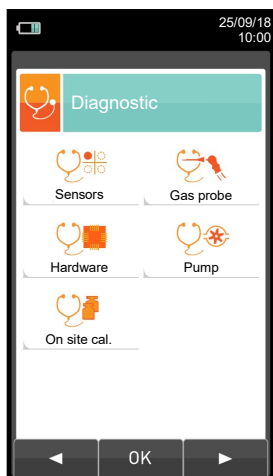 25/09/18
10:00
Diagnostic
Sensors
Gas probe
Hardware
Pump
On site cal.
OK